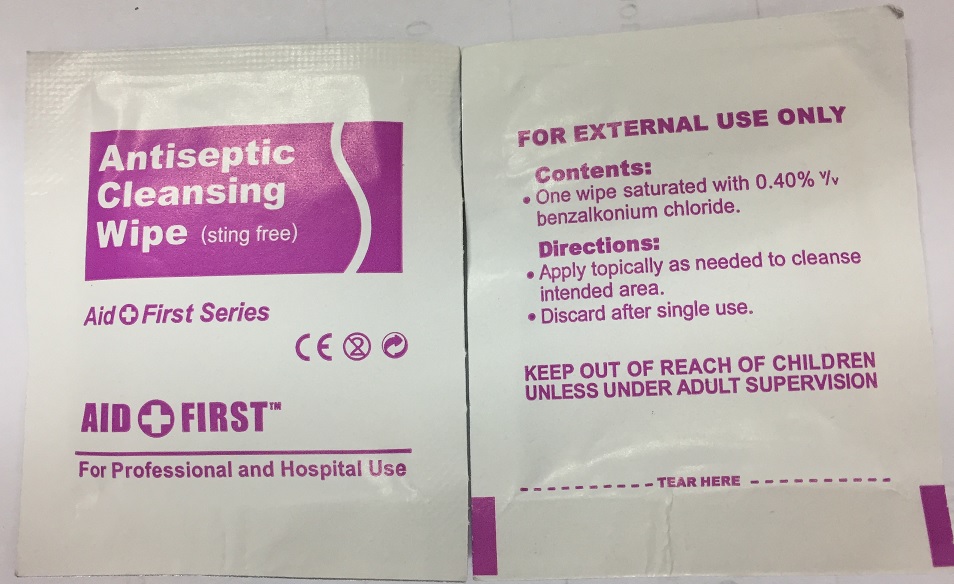 Antiseptic
Cleansing
Wipe (sting free)
Aid First Series
CE
AID FIRST™
For Professional and Hospital Use
FOR EXTERNAL USE ONLY
Contents:
• One wipe saturated with 0.40% v/v
benzalkonium chloride.
Directions:
• Apply topically as needed to cleanse
intended area.
• Discard after single use.
KEEP OUT OF REACH OF CHILDREN
UNLESS UNDER ADULT SUPERVISION
TEAR HERE